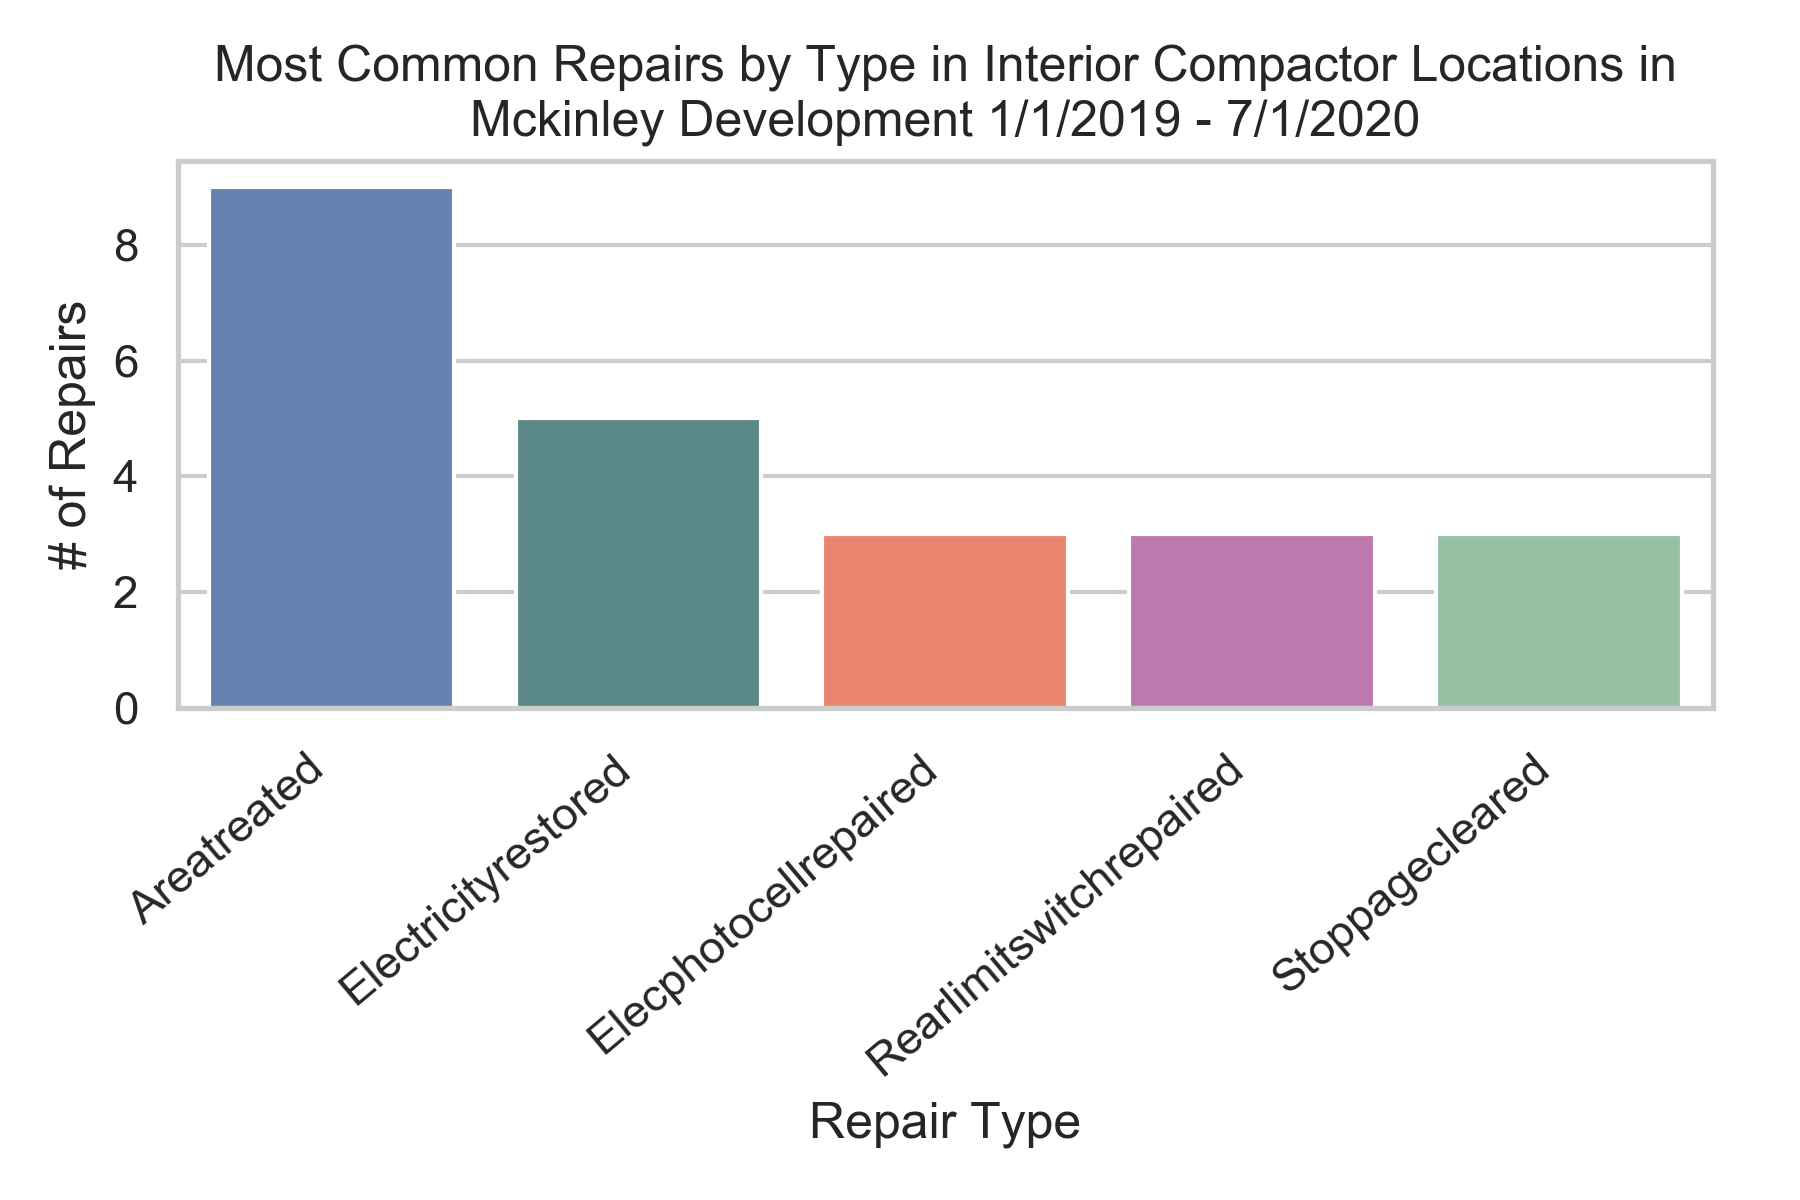 Most Common Repairs by Type in Interior Compactor Locations in
Mckinley Development 1/1/2019 - 7/1/2020
# of Repairs
8
6
4
2
0
Areatreated
Electricityrestored
Elecphotocellrepaired
Rearlimitswitchrepaired
Stoppagecleared
Repair Type